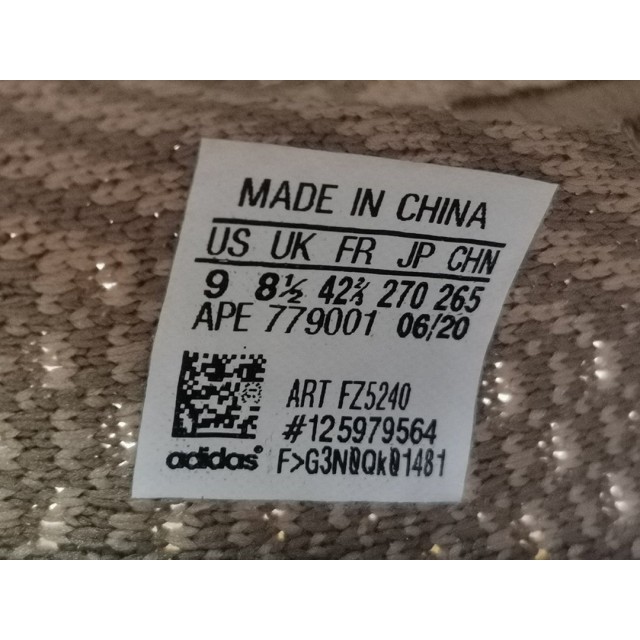 MADE IN CHINA
US UK FR JP CHN
9 8½ 42⅔ 270 265
APE 779001 06/20
ART FZ5240
#125979564
adidas® F>G3N0Qk01481